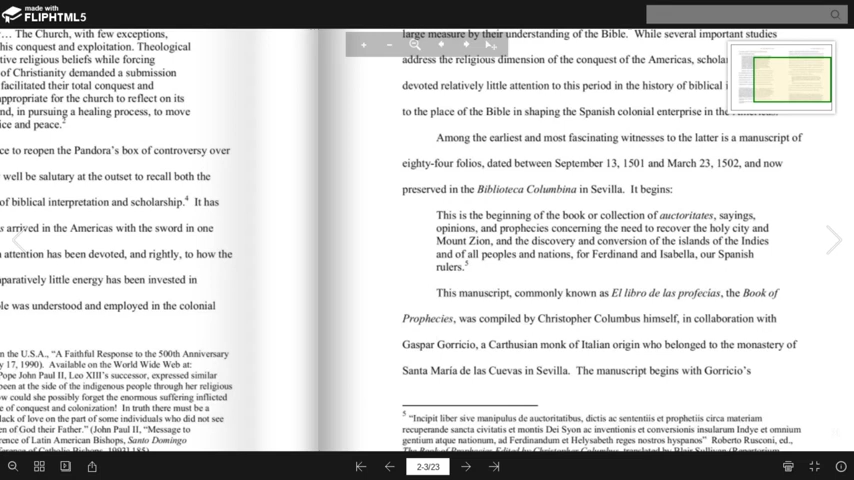 made with
FLIPHTML5
… The Church, with few exceptions,
his conquest and exploitation. Theological
tive religious beliefs while forcing
of Christianity demanded a submission
facilitated their total conquest and
appropriate for the church to reflect on its
nd, in pursuing a healing process, to move
ice and peace.2
ce to reopen the Pandora's box of controversy over
well be salutary at the outset to recall both the
of biblical interpretation and scholarship.4 It has
s arrived in the Americas with the sword in one
attention has been devoted, and rightly, to how the
paratively little energy has been invested in
le was understood and employed in the colonial
in the U.S.A., “A Faithful Response to the 500th Anniversary
y 17, 1990). Available on the World Wide Web at:
Pope John Paul II, Leo XIII's successor, expressed similar
been at the side of the indigenous people through her religious
ow could she possibly forget the enormous suffering inflicted
e of conquest and colonization! In truth there must be a
lack of love on the part of some individuals who did not see
en of God their Father.” (John Paul II, “Message to
rence of Latin American Bishops, Santo Domingo
large measure by their understanding of the Bible. While several important studies
address the religious dimension of the conquest of the Americas,
devoted relatively little attention to this period in the history of biblical
to the place of the Bible in shaping the Spanish colonial enterprise in the
Among the earliest and most fascinating witnesses to the latter is a manuscript of
eighty-four folios, dated between September 13, 1501 and March 23, 1502, and now
preserved in the Biblioteca Columbina in Sevilla. It begins:
This is the beginning of the book or collection of auctoritates, sayings,
opinions, and prophecies concerning the need to recover the holy city and
Mount Zion, and the discovery and conversion of the islands of the Indies
and of all peoples and nations, for Ferdinand and Isabella, our Spanish
rulers.5
This manuscript, commonly known as El libro de las profecías, the Book of
Prophecies, was compiled by Christopher Columbus himself, in collaboration with
Gaspar Gorricio, a Carthusian monk of Italian origin who belonged to the monastery of
Santa María de las Cuevas in Sevilla. The manuscript begins with Gorricio's
5 “Incipit liber sive manipulus de auctoritatibus, dictis ac sententiis et prophetiis circa materiam
recuperande sancta civitatis et montis Dei Syon ac inventionis et conversionis insularum Indye et omnium
gentium atque nationum, ad Ferdinandum et Helysabeth reges nostros hyspanos” Roberto Rusconi, ed.,
2-3/23